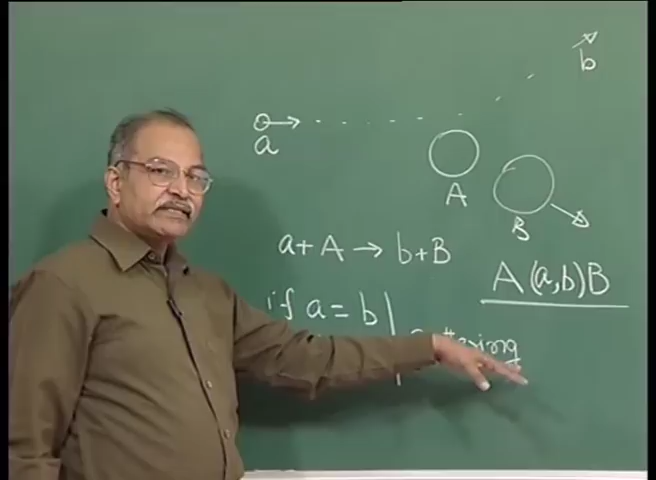 b
a
A
B
a + A → b + B
A(a,b)B
if a = b